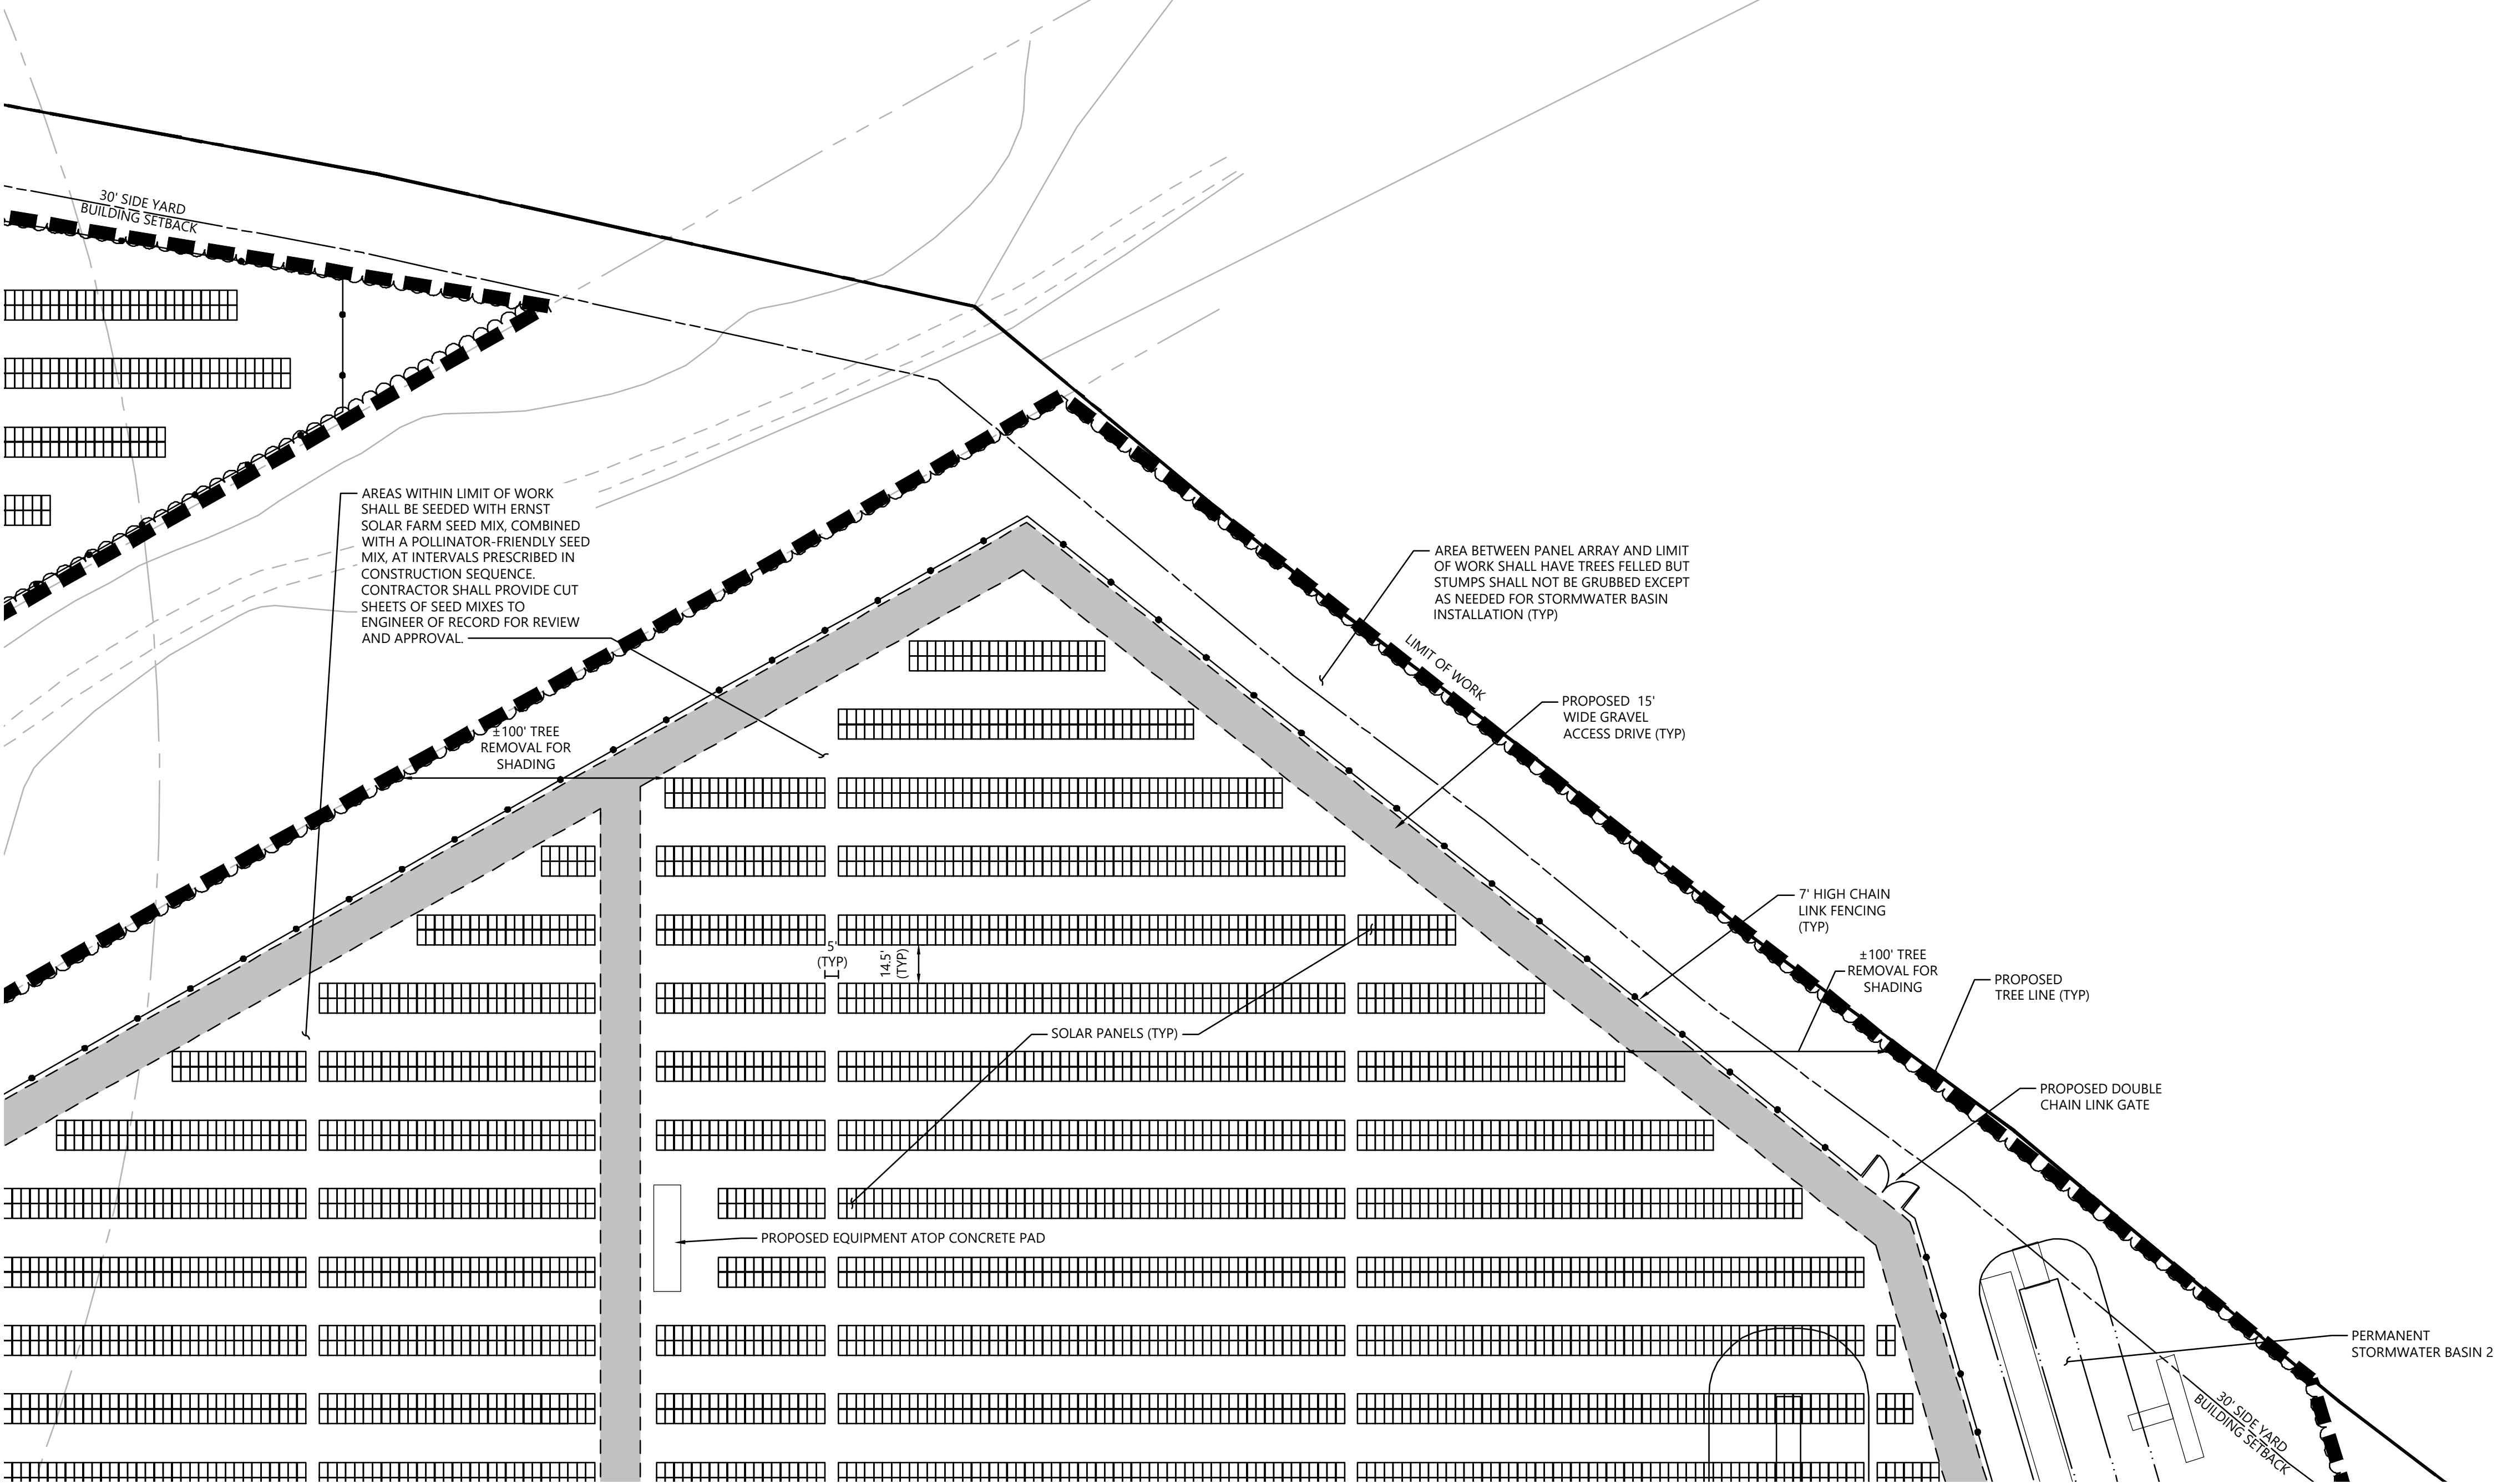 30' SIDE YARD
BUILDING SETBACK
AREAS WITHIN LIMIT OF WORK
SHALL BE SEEDED WITH ERNST
SOLAR FARM SEED MIX, COMBINED
WITH A POLLINATOR-FRIENDLY SEED
MIX, AT INTERVALS PRESCRIBED IN
CONSTRUCTION SEQUENCE.
CONTRACTOR SHALL PROVIDE CUT
SHEETS OF SEED MIXES TO
ENGINEER OF RECORD FOR REVIEW
AND APPROVAL.
AREA BETWEEN PANEL ARRAY AND LIMIT
OF WORK SHALL HAVE TREES FELLED BUT
STUMPS SHALL NOT BE GRUBBED EXCEPT
AS NEEDED FOR STORMWATER BASIN
INSTALLATION (TYP)
LIMIT OF WORK
PROPOSED 15'
WIDE GRAVEL
ACCESS DRIVE (TYP)
±100' TREE
REMOVAL FOR
SHADING
7' HIGH CHAIN
LINK FENCING
(TYP)
5'
(TYP)
14.5'
(TYP)
±100' TREE
REMOVAL FOR
SHADING
PROPOSED
TREE LINE (TYP)
SOLAR PANELS (TYP)
PROPOSED DOUBLE
CHAIN LINK GATE
PROPOSED EQUIPMENT ATOP CONCRETE PAD
PERMANENT
STORMWATER BASIN 2
30' SIDE YARD
BUILDING SETBACK